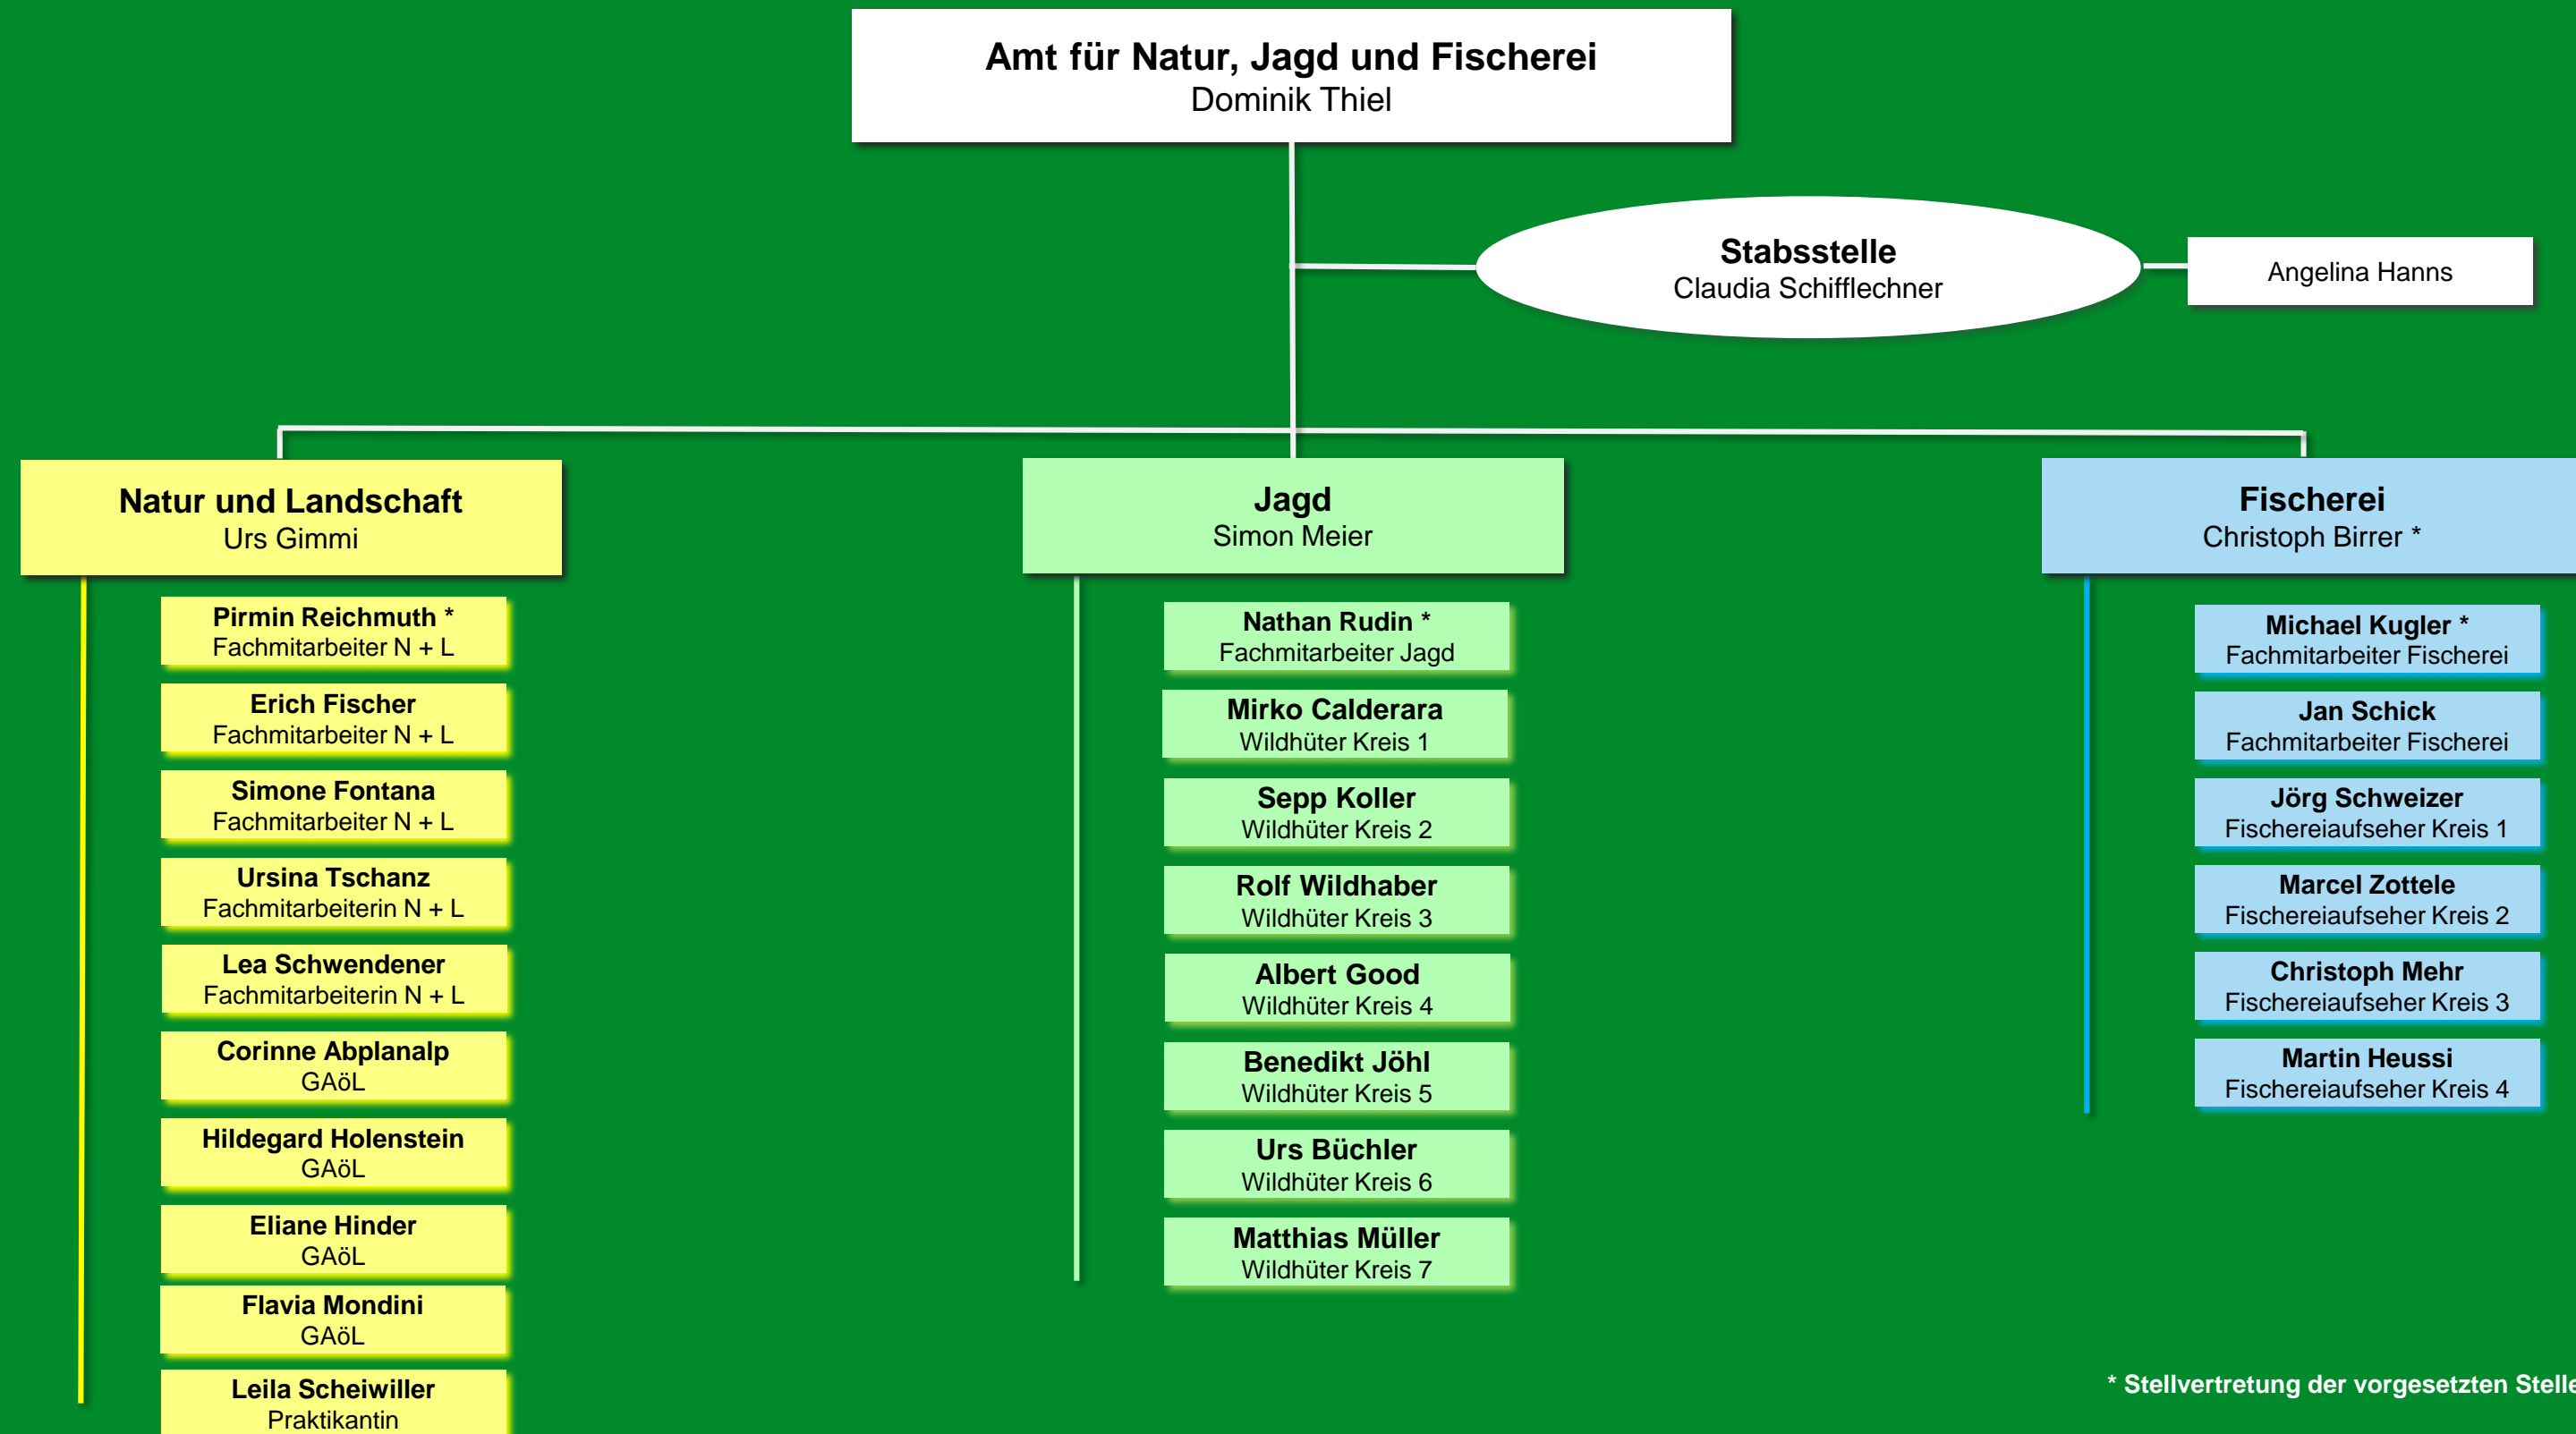 Amt für Natur, Jagd und Fischerei
Dominik Thiel
Stabsstelle
Claudia Schifflechner
Angelina Hanns
Natur und Landschaft
Urs Gimmi
Pirmin Reichmuth *
Fachmitarbeiter N + L
Erich Fischer
Fachmitarbeiter N + L
Simone Fontana
Fachmitarbeiter N + L
Ursina Tschanz
Fachmitarbeiterin N + L
Lea Schwendener
Fachmitarbeiterin N + L
Corinne Abplanalp
GAöL
Hildegard Holenstein
GAöL
Eliane Hinder
GAöL
Flavia Mondini
GAöL
Leila Scheiwiller
Praktikantin
Jagd
Simon Meier
Nathan Rudin *
Fachmitarbeiter Jagd
Mirko Calderara
Wildhüter Kreis 1
Sepp Koller
Wildhüter Kreis 2
Rolf Wildhaber
Wildhüter Kreis 3
Albert Good
Wildhüter Kreis 4
Benedikt Jöhl
Wildhüter Kreis 5
Urs Büchler
Wildhüter Kreis 6
Matthias Müller
Wildhüter Kreis 7
Fischerei
Christoph Birrer *
Michael Kugler *
Fachmitarbeiter Fischerei
Jan Schick
Fachmitarbeiter Fischerei
Jörg Schweizer
Fischereiaufseher Kreis 1
Marcel Zottele
Fischereiaufseher Kreis 2
Christoph Mehr
Fischereiaufseher Kreis 3
Martin Heussi
Fischereiaufseher Kreis 4
* Stellvertretung der vorgesetzten Stelle